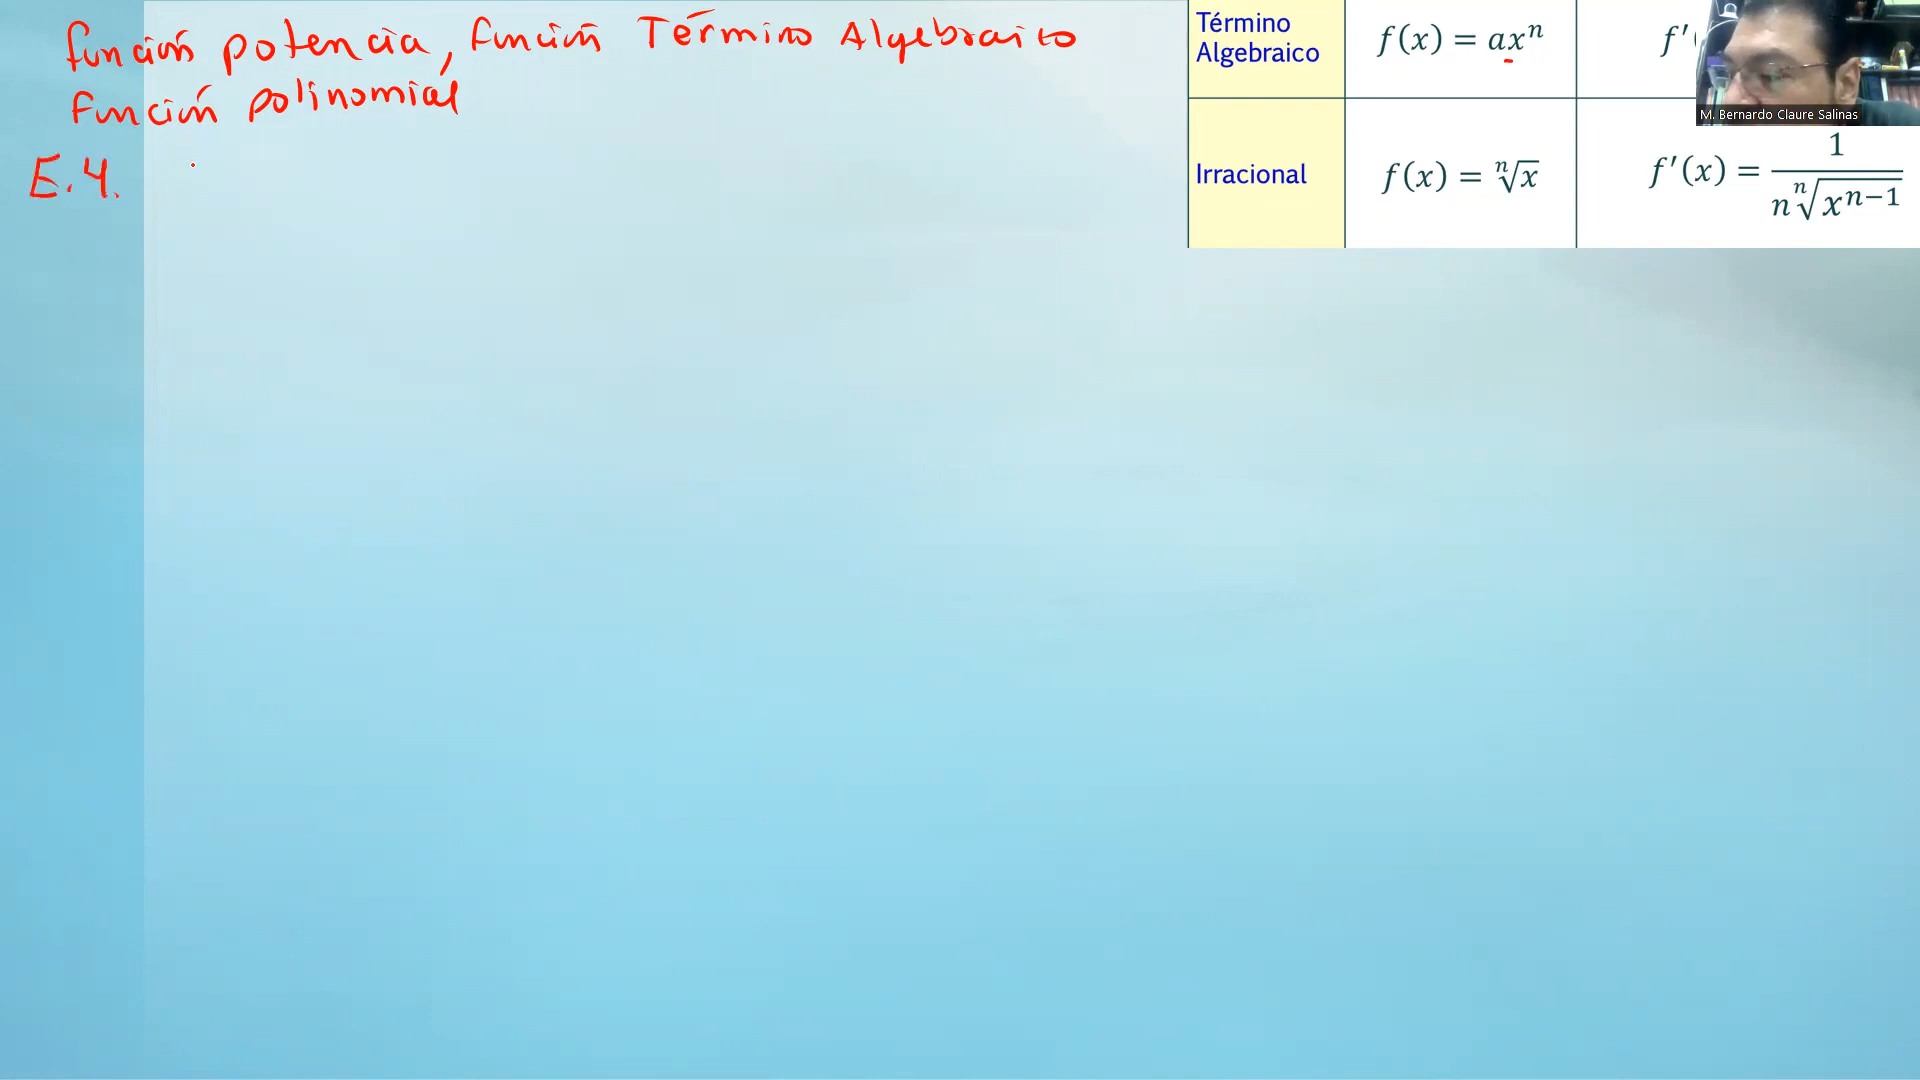 función potencia, función Término Algebraico
función polinomial
E.4.
Término
Algebraico
f(x) = axⁿ
f′(
M. Bernardo Claure Salinas
Irracional
f(x) = ⁿ√x
f′(x) = 1 / (n ⁿ√(xⁿ⁻¹))